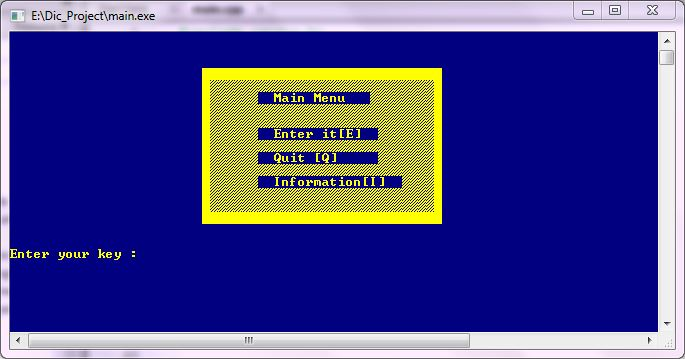 E:\Dic_Project\main.exe
Main Menu
Enter it[E]
Quit [Q]
Information[I]
Enter your key :